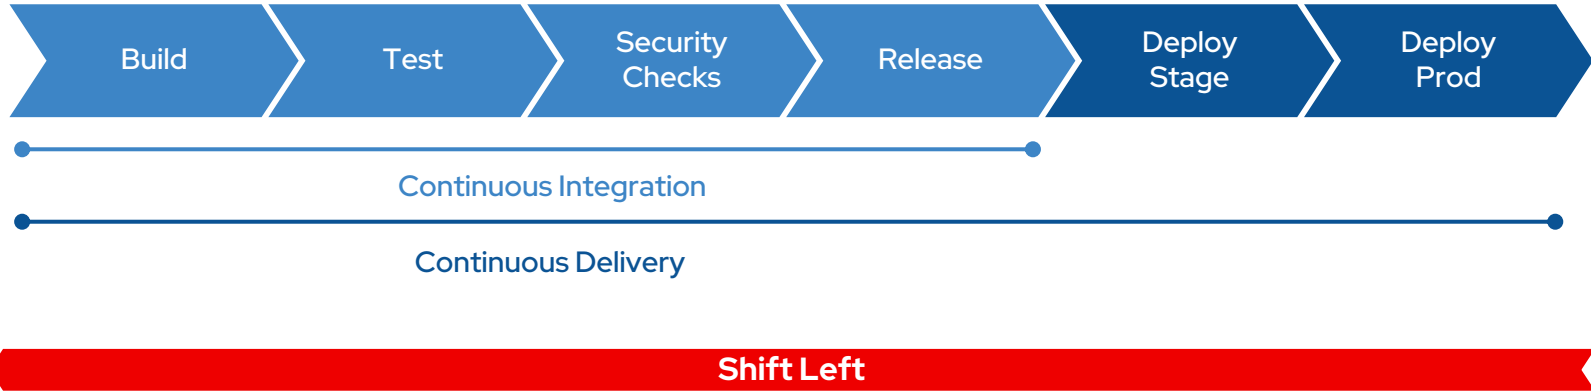 Build
Test
Security
Checks
Release
Deploy
Stage
Deploy
Prod
Continuous Integration
Continuous Delivery
Shift Left